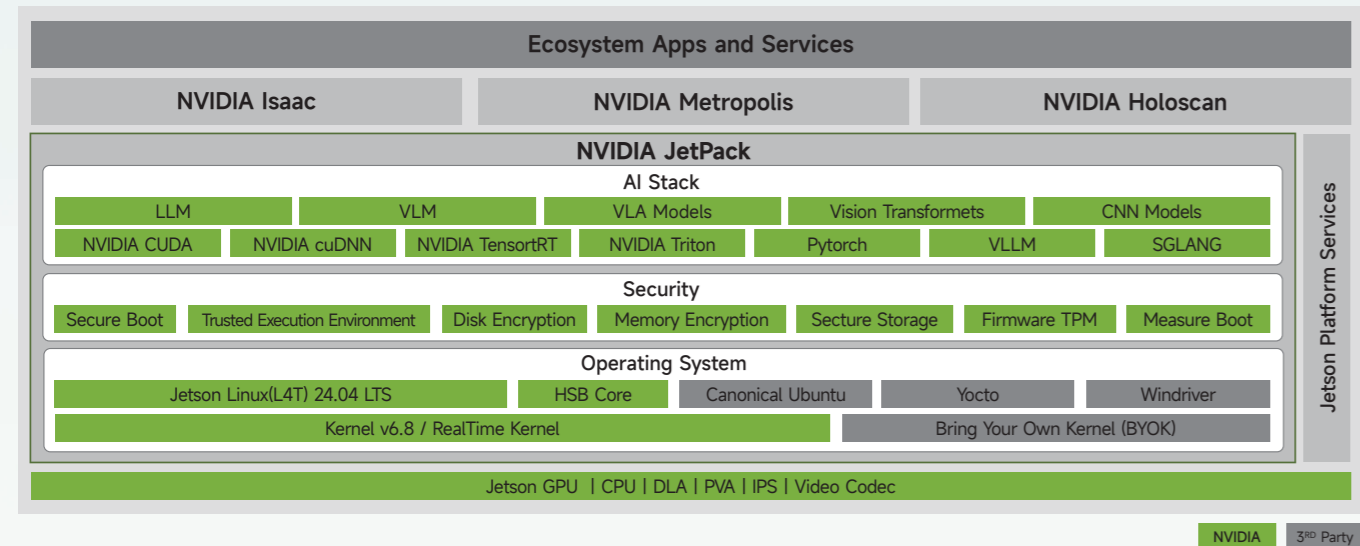 Ecosystem Apps and Services
NVIDIA Isaac
NVIDIA Metropolis
NVIDIA Holoscan
NVIDIA JetPack
AI Stack
LLM
VLM
VLA Models
Vision Transformets
CNN Models
NVIDIA CUDA
NVIDIA cuDNN
NVIDIA TensortRT
NVIDIA Triton
Pytorch
VLLM
SGLANG
Security
Secure Boot
Trusted Execution Environment
Disk Encryption
Memory Encryption
Secture Storage
Firmware TPM
Measure Boot
Operating System
Jetson Linux(L4T) 24.04 LTS
HSB Core
Canonical Ubuntu
Yocto
Windriver
Kernel v6.8 / RealTime Kernel
Bring Your Own Kernel (BYOK)
Jetson Platform Services
Jetson GPU | CPU | DLA | PVA | IPS | Video Codec
NVIDIA
3RD Party